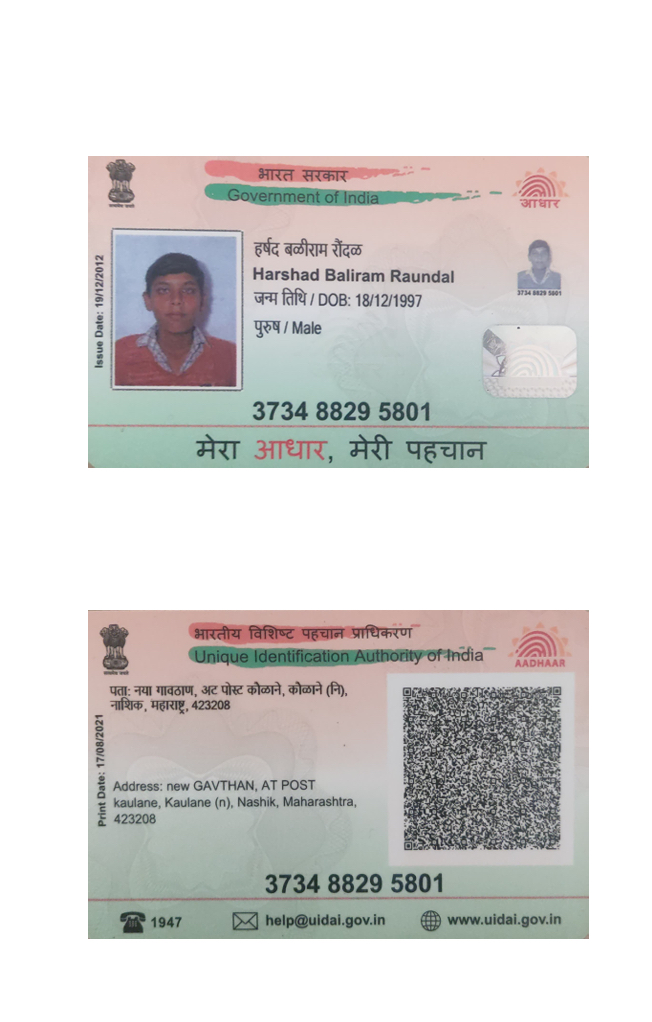 भारत सरकार
Government of India
आधार
Issue Date: 19/12/2012
हर्षद बळीराम रौंदळ
Harshad Baliram Raundal
जन्म तिथि / DOB: 18/12/1997
पुरुष / Male
3734 8829 5801
3734 8829 5801
मेरा आधार, मेरी पहचान
भारतीय विशिष्ट पहचान प्राधिकरण
Unique Identification Authority of India
AADHAAR
Print Date: 17/08/2021
पता: नया गावठाण, अट पोस्ट कौळाने, कौळाने (नि),
नाशिक, महाराष्ट्र, 423208
Address: new GAVTHAN, AT POST
kaulane, Kaulane (n), Nashik, Maharashtra,
423208
3734 8829 5801
1947
help@uidai.gov.in
www.uidai.gov.in